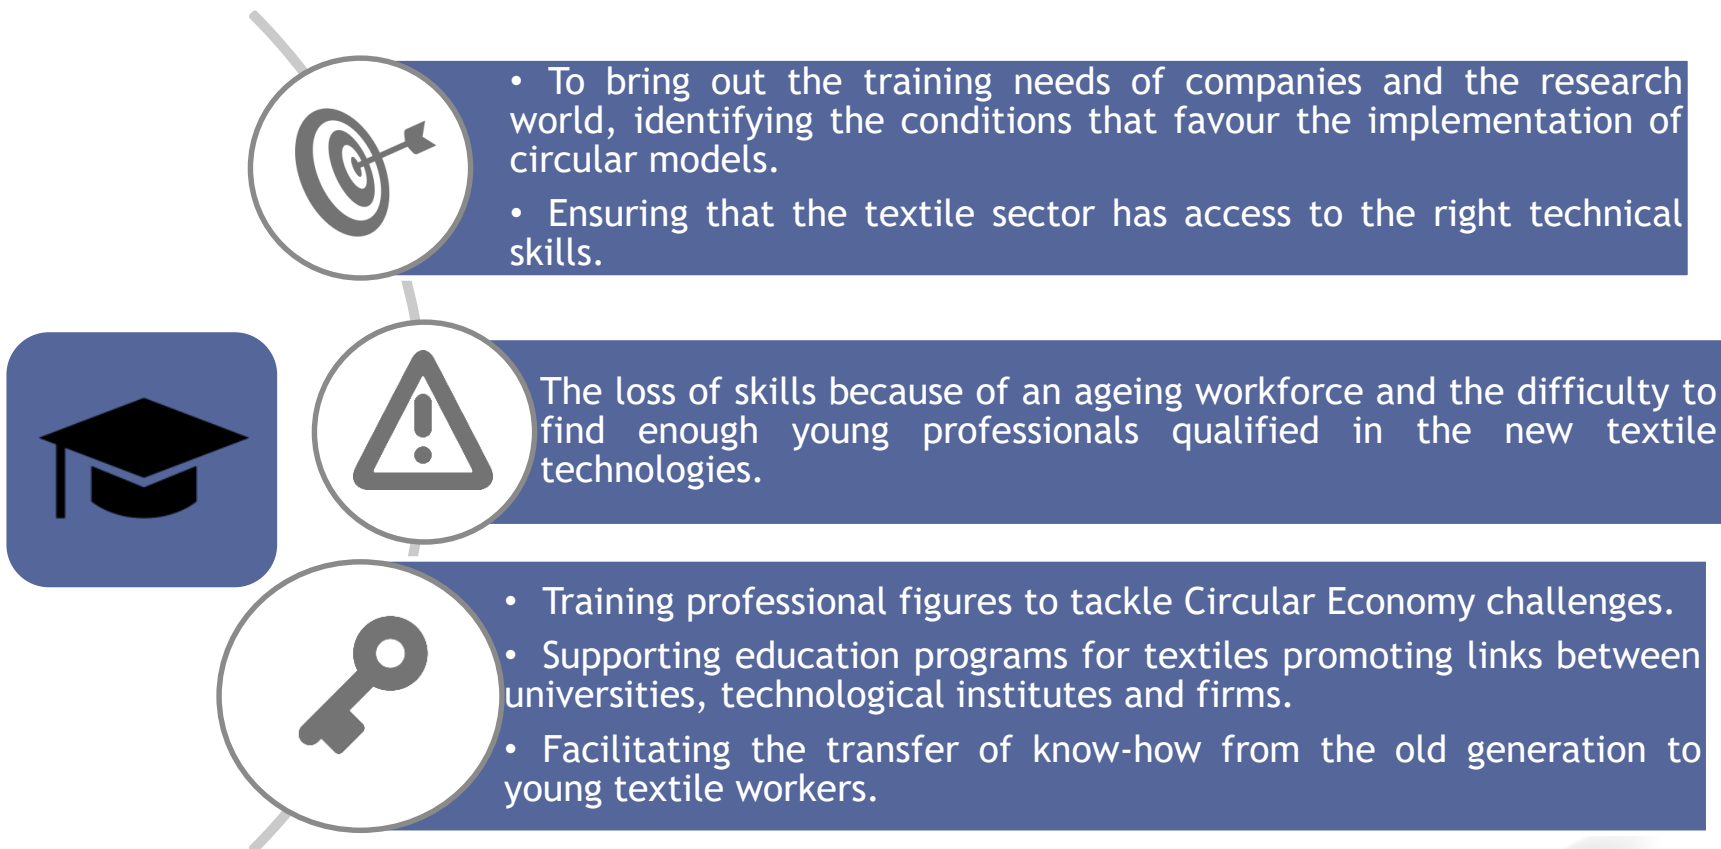 • To bring out the training needs of companies and the research
world, identifying the conditions that favour the implementation of
circular models.
• Ensuring that the textile sector has access to the right technical
skills.
The loss of skills because of an ageing workforce and the difficulty to
find enough young professionals qualified in the new textile
technologies.
• Training professional figures to tackle Circular Economy challenges.
• Supporting education programs for textiles promoting links between
universities, technological institutes and firms.
• Facilitating the transfer of know-how from the old generation to
young textile workers.